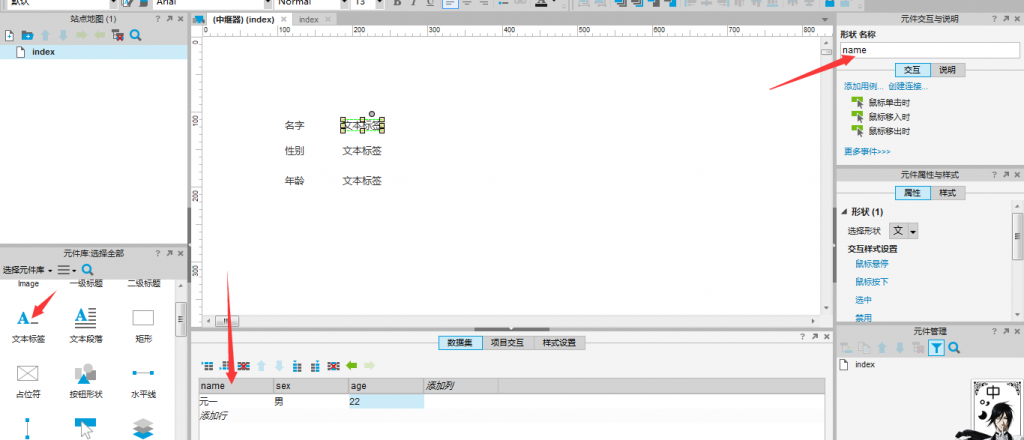 默认 Arial Normal 13 B I U
站点地图 (1)
index
元件库:选择全部
选择元件库
Image 一级标题 二级标题
A 文本标签
A 文本段落
矩形
占位符 按钮形状 水平线
(中继器) (index) index
0 100 200 300 400 500 600 700 800
0
100
200
300
名字 文本标签
性别 文本标签
年龄 文本标签
数据集 项目交互 样式设置
name sex age 添加列
元一 男 22
添加行
元件交互与说明
形状 名称
name
交互 说明
添加用例... 创建连接...
鼠标单击时
鼠标移入时
鼠标移出时
更多事件>>>
元件属性与样式
属性 样式
形状 (1)
选择形状 文
交互样式设置
鼠标悬停
鼠标按下
选中
禁用
元件管理
index
中